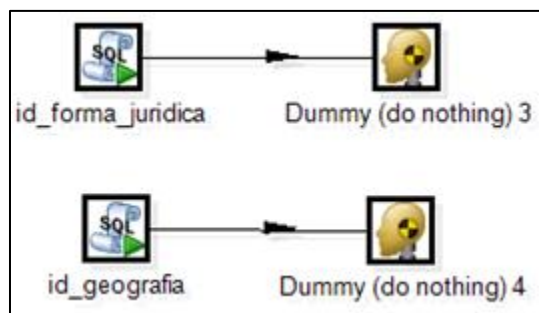 SQL
id_forma_juridica
Dummy (do nothing) 3
SQL
id_geografia
Dummy (do nothing) 4